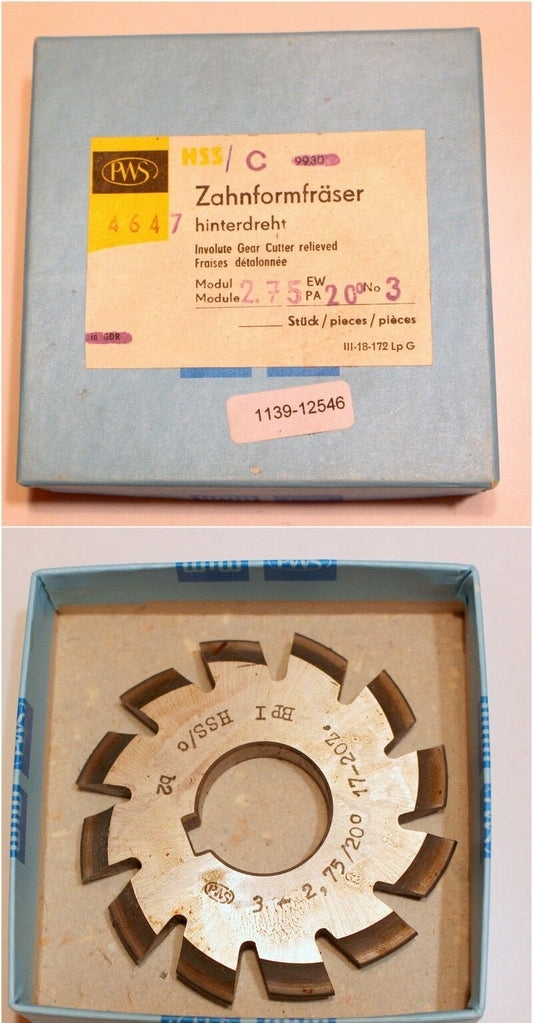 PWS
HSS/ C 9930
4647
Zahnformfräser
hinterdreht
Involute Gear Cutter relieved
Fraises détalonnée
Modul
Module 2.75 EW
PA 20° No 3
Stück/pieces/pièces
in GDR
III-18-172 Lp G
1139-12546
PWS
BP I HSS/o
b2
17-20Z.
PWS 3 - 2,75/20o